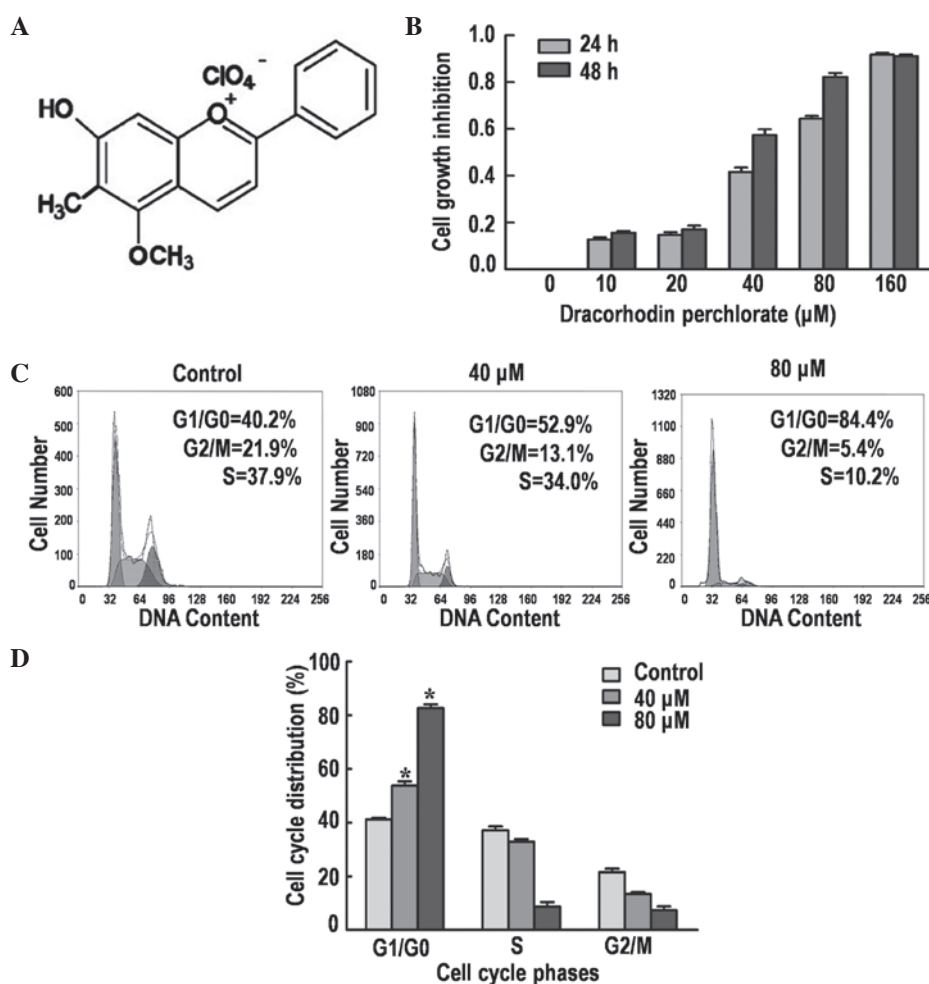 A
ClO4-
O+
HO
H3C
OCH3
B
24 h
48 h
Cell growth inhibition
1.0
0.8
0.6
0.4
0.2
0.0
0 10 20 40 80 160
Dracorhodin perchlorate (µM)
C
Control
600
500
400
300
200
100
0
Cell Number
G1/G0=40.2%
G2/M=21.9%
S=37.9%
0 32 64 96 128 160 192 224 256
DNA Content
40 µM
1080
900
720
540
360
180
0
Cell Number
G1/G0=52.9%
G2/M=13.1%
S=34.0%
0 32 64 96 128 160 192 224 256
DNA Content
80 µM
1320
1100
880
660
440
220
0
Cell Number
G1/G0=84.4%
G2/M=5.4%
S=10.2%
0 32 64 96 128 160 192 224 256
DNA Content
D
Cell cycle distribution (%)
100
80
60
40
20
0
Control
40 µM
80 µM
*
*
G1/G0 S G2/M
Cell cycle phases